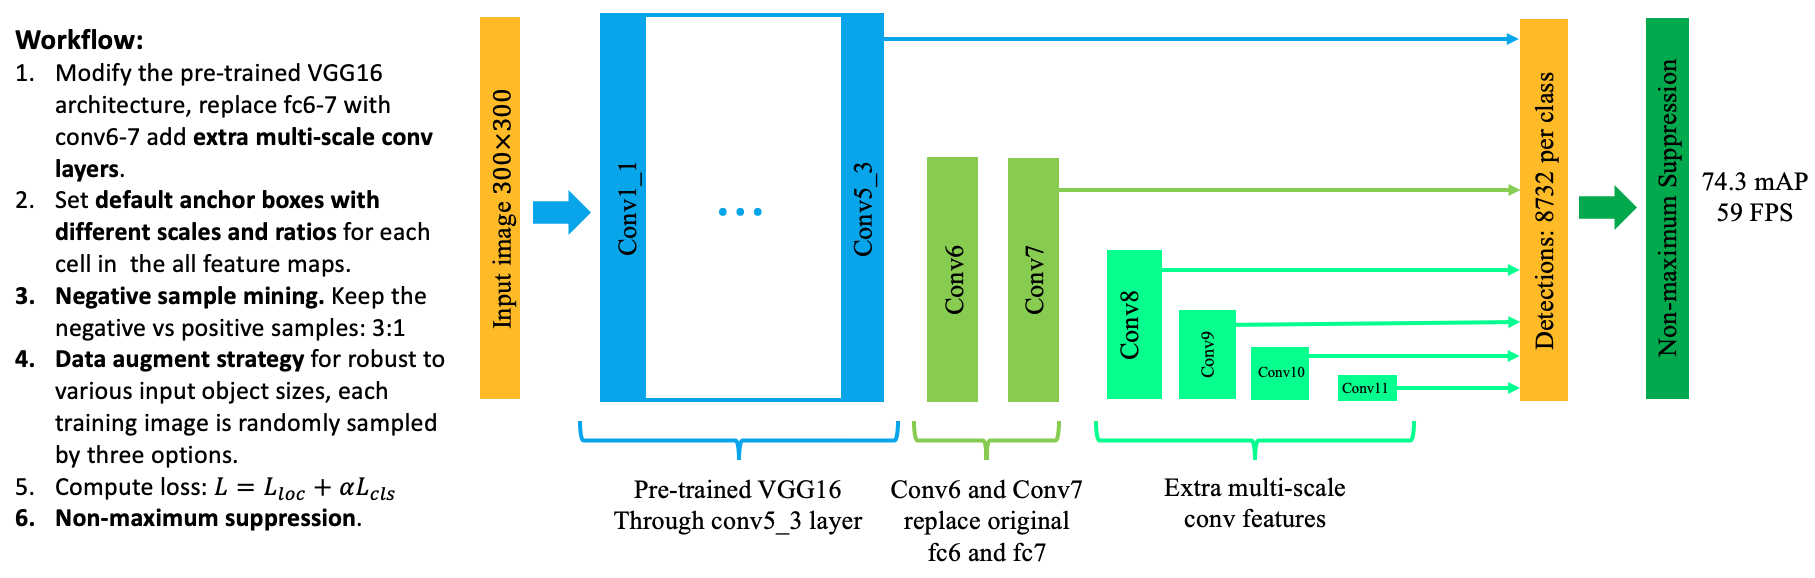 Workflow:
1. Modify the pre-trained VGG16
architecture, replace fc6-7 with
conv6-7 add extra multi-scale conv
layers.
2. Set default anchor boxes with
different scales and ratios for each
cell in the all feature maps.
3. Negative sample mining. Keep the
negative vs positive samples: 3:1
4. Data augment strategy for robust to
various input object sizes, each
training image is randomly sampled
by three options.
5. Compute loss: L = L_loc + αL_cls
6. Non-maximum suppression.
Input image 300×300
Conv1_1
...
Conv5_3
Conv6
Conv7
Conv8
Conv9
Conv10
Conv11
Detections: 8732 per class
Non-maximum Suppression
74.3 mAP
59 FPS
Pre-trained VGG16
Through conv5_3 layer
Conv6 and Conv7
replace original
fc6 and fc7
Extra multi-scale
conv features